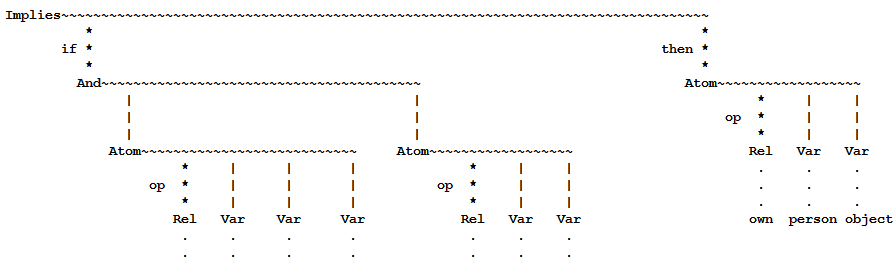 Implies~~~~~~~~~~~~~~~~~~~~~~~~~~~~~~~~~~~~~~~~~~~~~~~~~~~~~~~~~~~~~~~~~~~~~~~~~~~~~~~~~
* *
if * then *
* *
And~~~~~~~~~~~~~~~~~~~~~~~~~~~~~~~~~~~~~~~~ Atom~~~~~~~~~~~~~~~~~~
| | * | |
| | op * | |
| | * | |
Atom~~~~~~~~~~~~~~~~~~~~~~~~~~~ Atom~~~~~~~~~~~~~~~~~~ Rel Var Var
* | | | * | | . . .
op * | | | op * | | . . .
* | | | * | | . . .
Rel Var Var Var Rel Var Var own person object
. . . . . . .
. . . . . . .